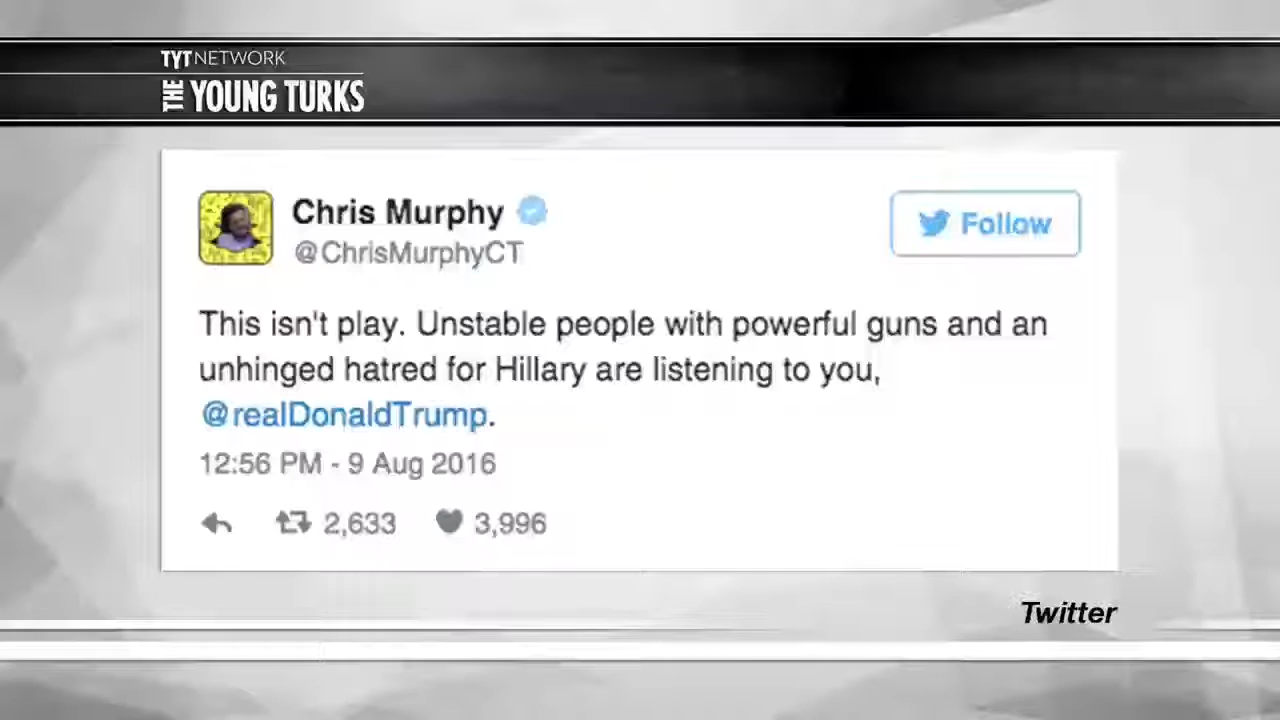 TYT NETWORK
THE YOUNG TURKS
Chris Murphy
@ChrisMurphyCT
Follow
This isn't play. Unstable people with powerful guns and an
unhinged hatred for Hillary are listening to you,
@realDonaldTrump.
12:56 PM - 9 Aug 2016
2,633 3,996
Twitter